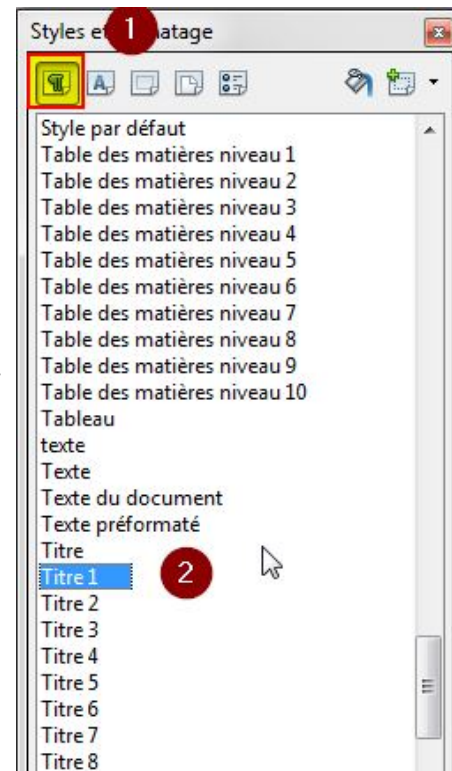 Styles et 1 atage
Style par défaut
Table des matières niveau 1
Table des matières niveau 2
Table des matières niveau 3
Table des matières niveau 4
Table des matières niveau 5
Table des matières niveau 6
Table des matières niveau 7
Table des matières niveau 8
Table des matières niveau 9
Table des matières niveau 10
Tableau
texte
Texte
Texte du document
Texte préformaté
Titre
Titre 1 2
Titre 2
Titre 3
Titre 4
Titre 5
Titre 6
Titre 7
Titre 8